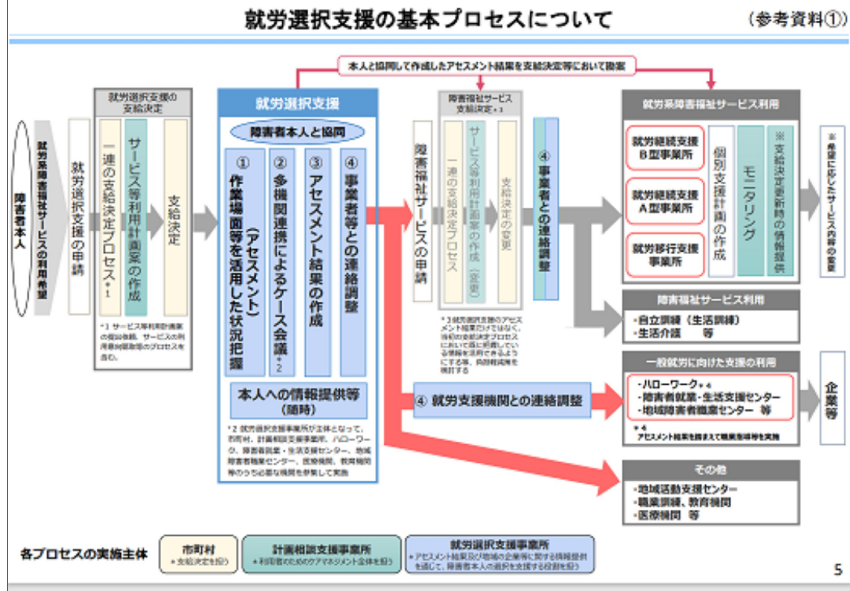 就労選択支援の基本プロセスについて
(参考資料①)
本人と協同して作成したアセスメント結果を支給決定等において勘案
障害者本人
就労系障害福祉サービスの利用希望
就労選択支援の申請
就労選択支援の
支給決定
一連の支給決定プロセス*1
サービス等利用計画案の作成
支給決定
*1 サービス等利用計画案
の提出依頼、サービスの利
用意向聴取等のプロセスを
含む。
就労選択支援
障害者本人と協同
① 作業場面等を活用した状況把握
(アセスメント)
② 多機関連携によるケース会議*2
③ アセスメント結果の作成
④ 事業者等との連絡調整
本人への情報提供等
(随時)
*2 就労選択支援事業所が主体となって、
市町村、計画相談支援事業所、ハローワー
ク、障害者就業・生活支援センター、地域
障害者職業センター、医療機関、教育機関
等のうち必要な機関を参集して実施
障害福祉サービスの申請
障害福祉サービス
支給決定*3
一連の支給決定プロセス
サービス等利用計画案の作成(変更)
支給決定の変更
*3 就労選択支援のアセス
メント結果だけではなく、
当初の支給決定プロセス
において既に把握してい
る情報を活用できるよう
にする等、負担軽減策を
検討する
④ 事業者との連絡調整
④ 就労支援機関との連絡調整
就労系障害福祉サービス利用
就労継続支援
B型事業所
就労継続支援
A型事業所
就労移行支援
事業所
個別支援計画の作成
モニタリング
※支給決定更新時の情報提供
※希望に応じたサービス内容の変更
障害福祉サービス利用
・自立訓練(生活訓練)
・生活介護 等
一般就労に向けた支援の利用
・ハローワーク*4
・障害者就業・生活支援センター
・地域障害者職業センター 等
*4
アセスメント結果を踏まえて職業指導等を実施
企業等
その他
・地域活動支援センター
・職業訓練、教育機関
・医療機関 等
各プロセスの実施主体
市町村
*支給決定を担う
計画相談支援事業所
*利用者のためのケアマネジメント全体を担う
就労選択支援事業所
*アセスメント結果及び地域の企業等に関する情報提供
を通じて、障害者本人の選択を支援する役割を担う
5